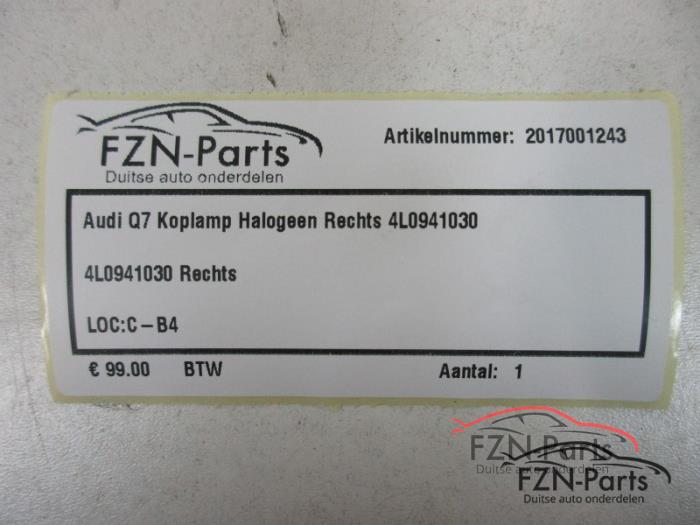 FZN-Parts
Duitse auto onderdelen
Artikelnummer: 2017001243
Audi Q7 Koplamp Halogeen Rechts 4L0941030
4L0941030 Rechts
LOC:C-B4
€ 99.00 BTW Aantal: 1
FZN-Parts
Duitse auto onderdelen
FZN-Parts
Duitse auto onderdelen